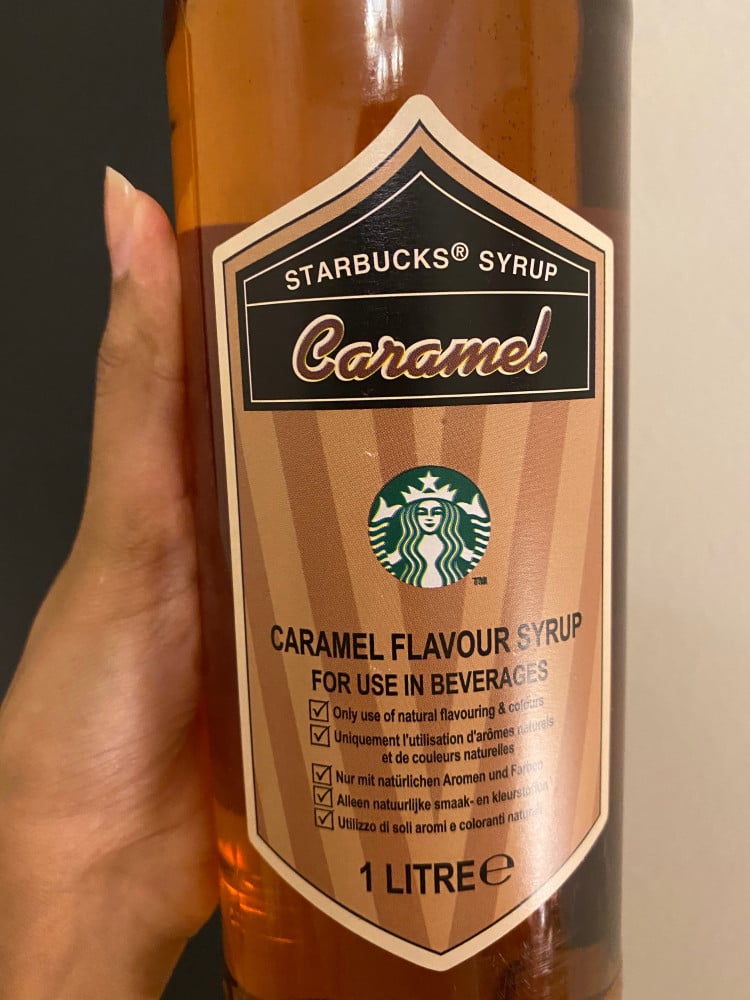 STARBUCKS® SYRUP
Caramel
TM
CARAMEL FLAVOUR SYRUP
FOR USE IN BEVERAGES
Only use of natural flavouring & colours
Uniquement l'utilisation d'arômes naturels
et de couleurs naturelles
Nur mit natürlichen Aromen und Farben
Alleen natuurlijke smaak- en kleurstoffen
Utilizzo di soli aromi e coloranti naturali
1 LITRE ℮